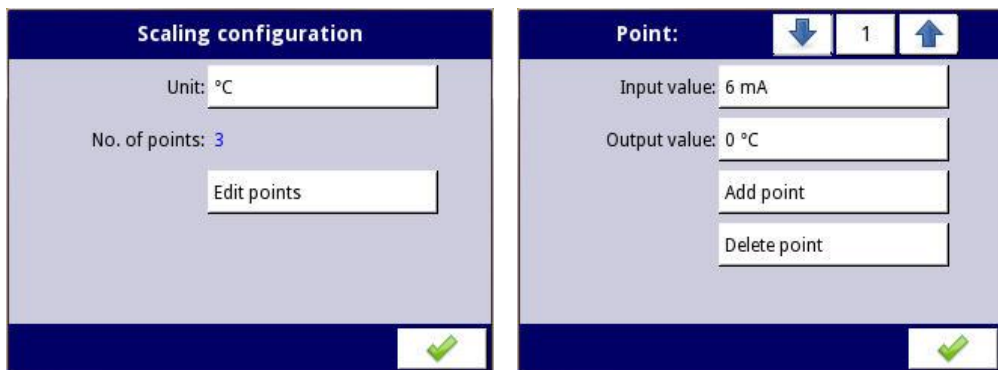 Scaling configuration
Unit: °C
No. of points: 3
Edit points
Point: 1
Input value: 6 mA
Output value: 0 °C
Add point
Delete point